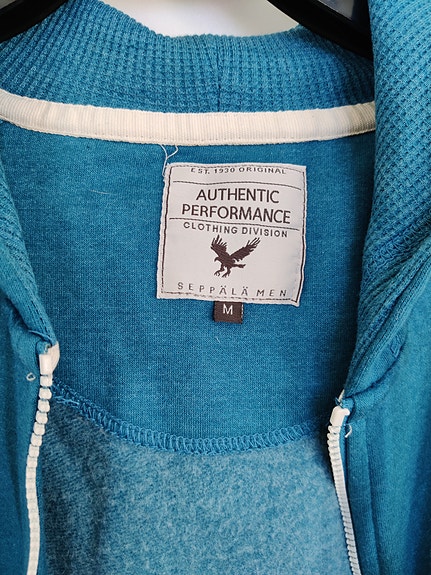 EST. 1930 ORIGINAL
AUTHENTIC
PERFORMANCE
CLOTHING DIVISION
SEPPÄLÄ MEN
M